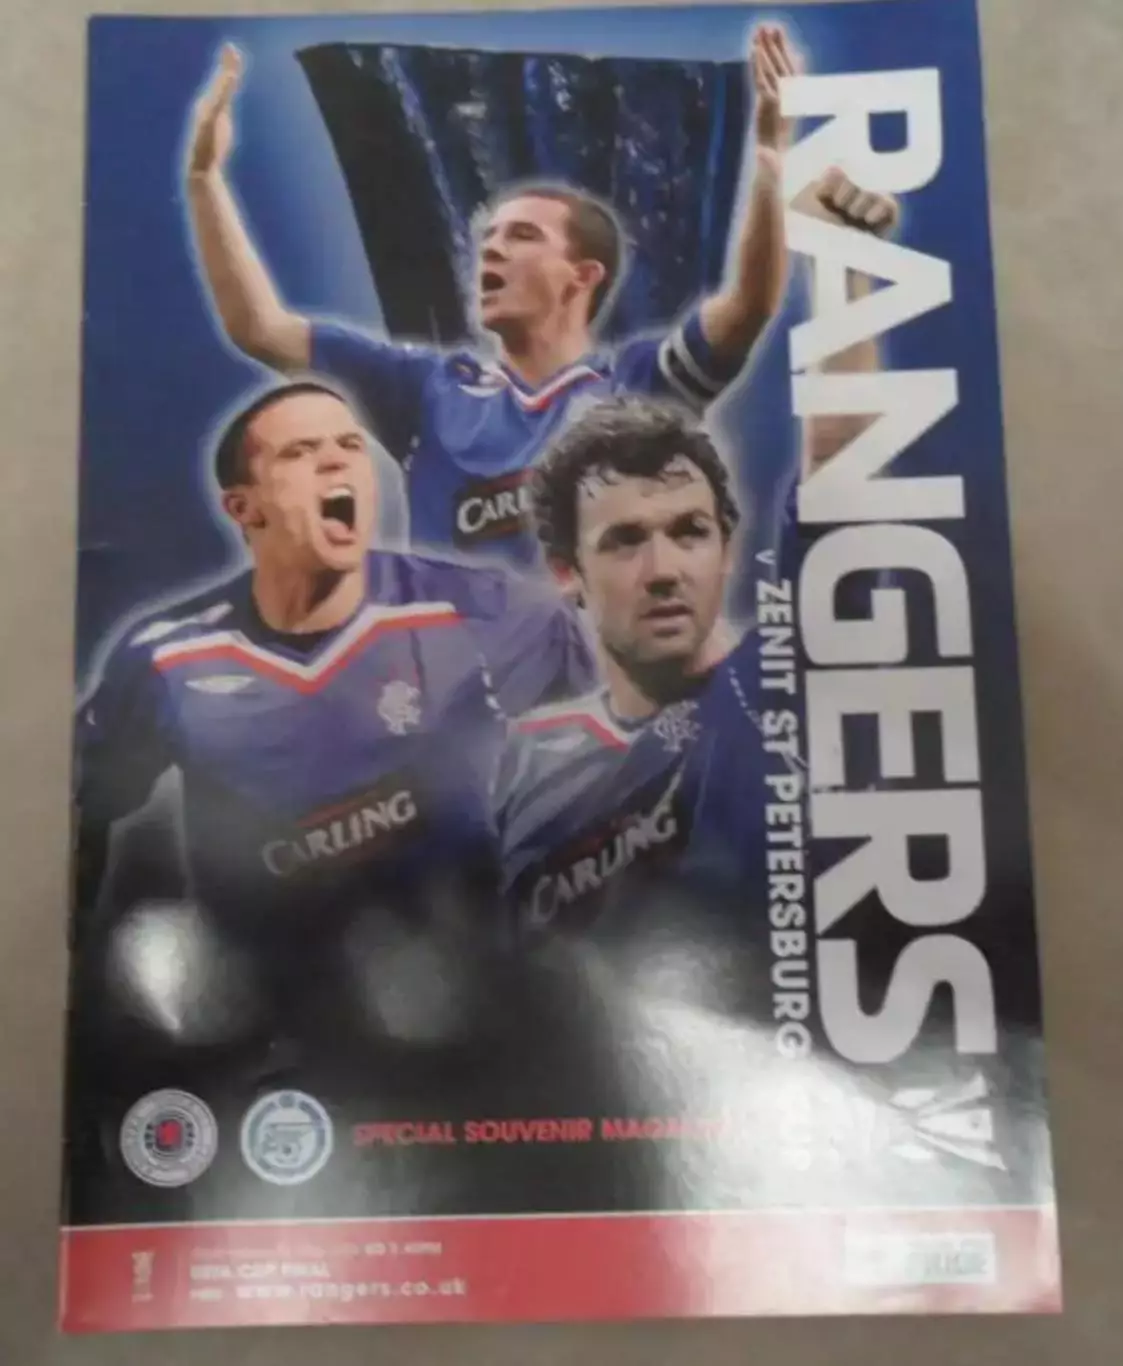 RANGERS
v ZENIT ST PETERSBURG
CARLING
CARLING
CARLING
SPECIAL SOUVENIR
UEFA CUP FINAL
www.rangers.co.uk